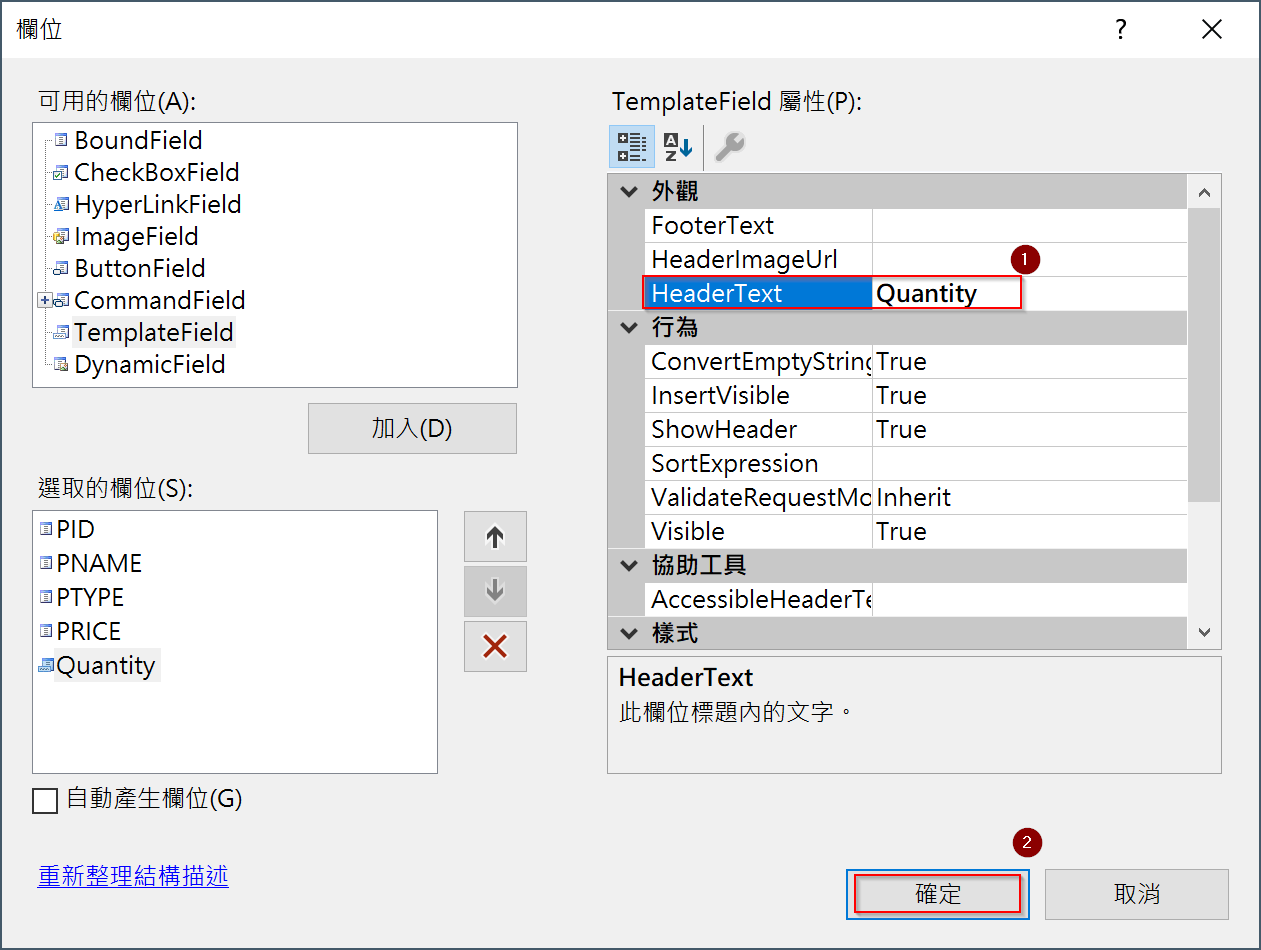 欄位
?
可用的欄位(A):
BoundField
CheckBoxField
HyperLinkField
ImageField
ButtonField
CommandField
TemplateField
DynamicField
加入(D)
選取的欄位(S):
PID
PNAME
PTYPE
PRICE
Quantity
自動產生欄位(G)
重新整理結構描述
TemplateField 屬性(P):
外觀
FooterText
HeaderImageUrl
1
HeaderText Quantity
行為
ConvertEmptyString True
InsertVisible True
ShowHeader True
SortExpression
ValidateRequestMo Inherit
Visible True
協助工具
AccessibleHeaderTe
樣式
HeaderText
此欄位標題內的文字。
2
確定
取消